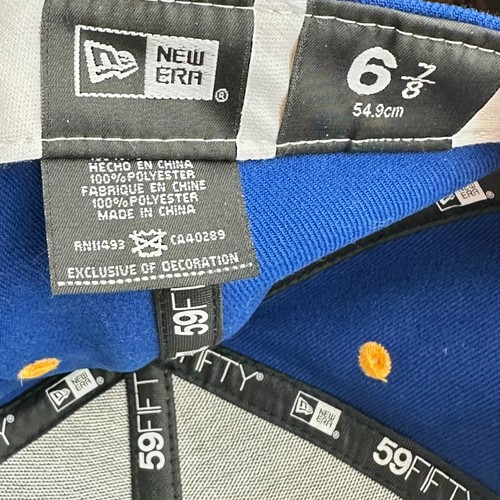 NEW
ERA
®
6 7/8
54.9cm
HECHO EN CHINA
100% POLYESTER
FABRIQUE EN CHINE
100% POLYESTER
MADE IN CHINA
RN11493 CA40289
EXCLUSIVE OF DECORATION
59FIFTY
59FIFTY
59FIFTY
NEW
ERA
NEW
ERA
59FIFTY
NEW
ERA
FTY